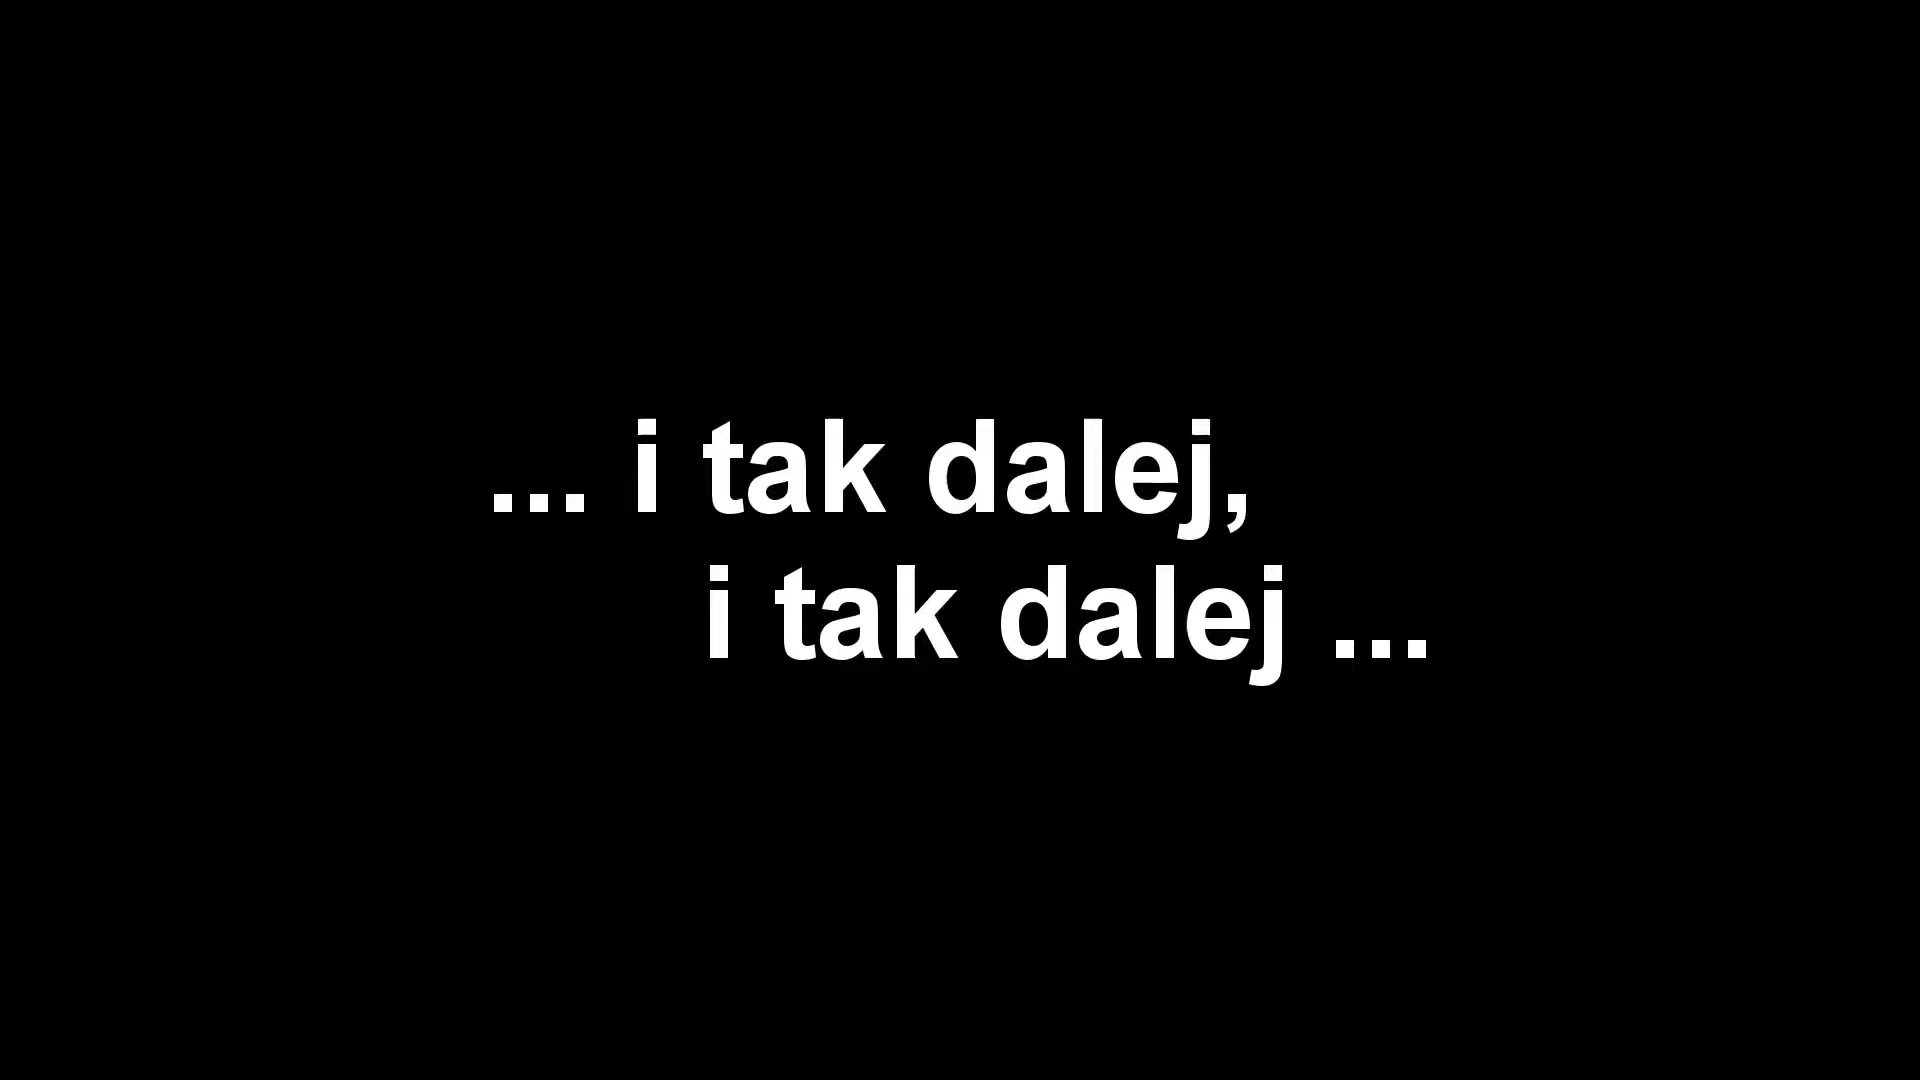 ... i tak dalej,
i tak dalej ...